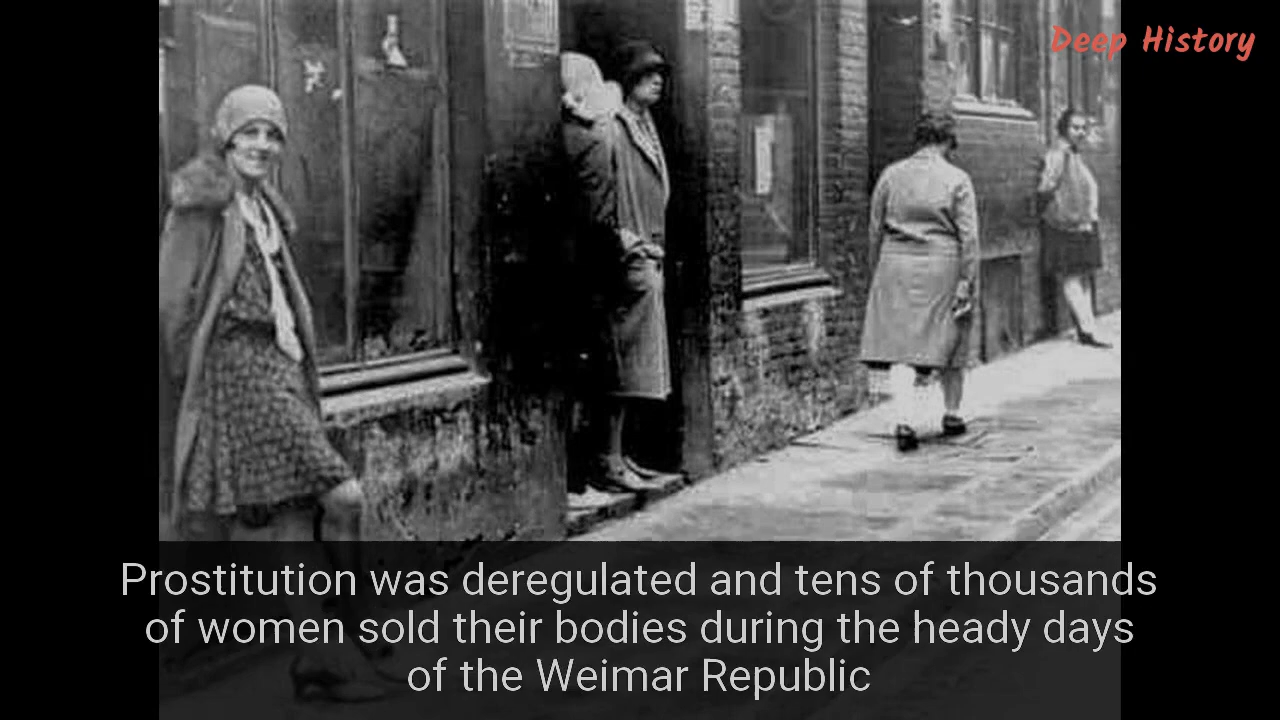 Deep History
Prostitution was deregulated and tens of thousands
of women sold their bodies during the heady days
of the Weimar Republic